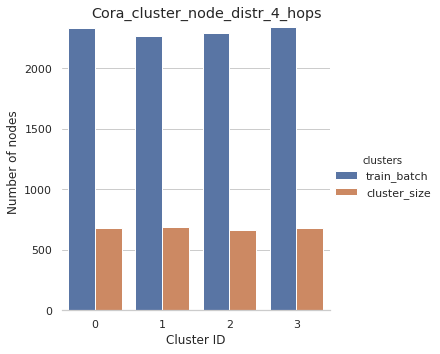 Cora_cluster_node_distr_4_hops
Number of nodes
2000
1500
1000
500
0
0 1 2 3
Cluster ID
clusters
train_batch
cluster_size